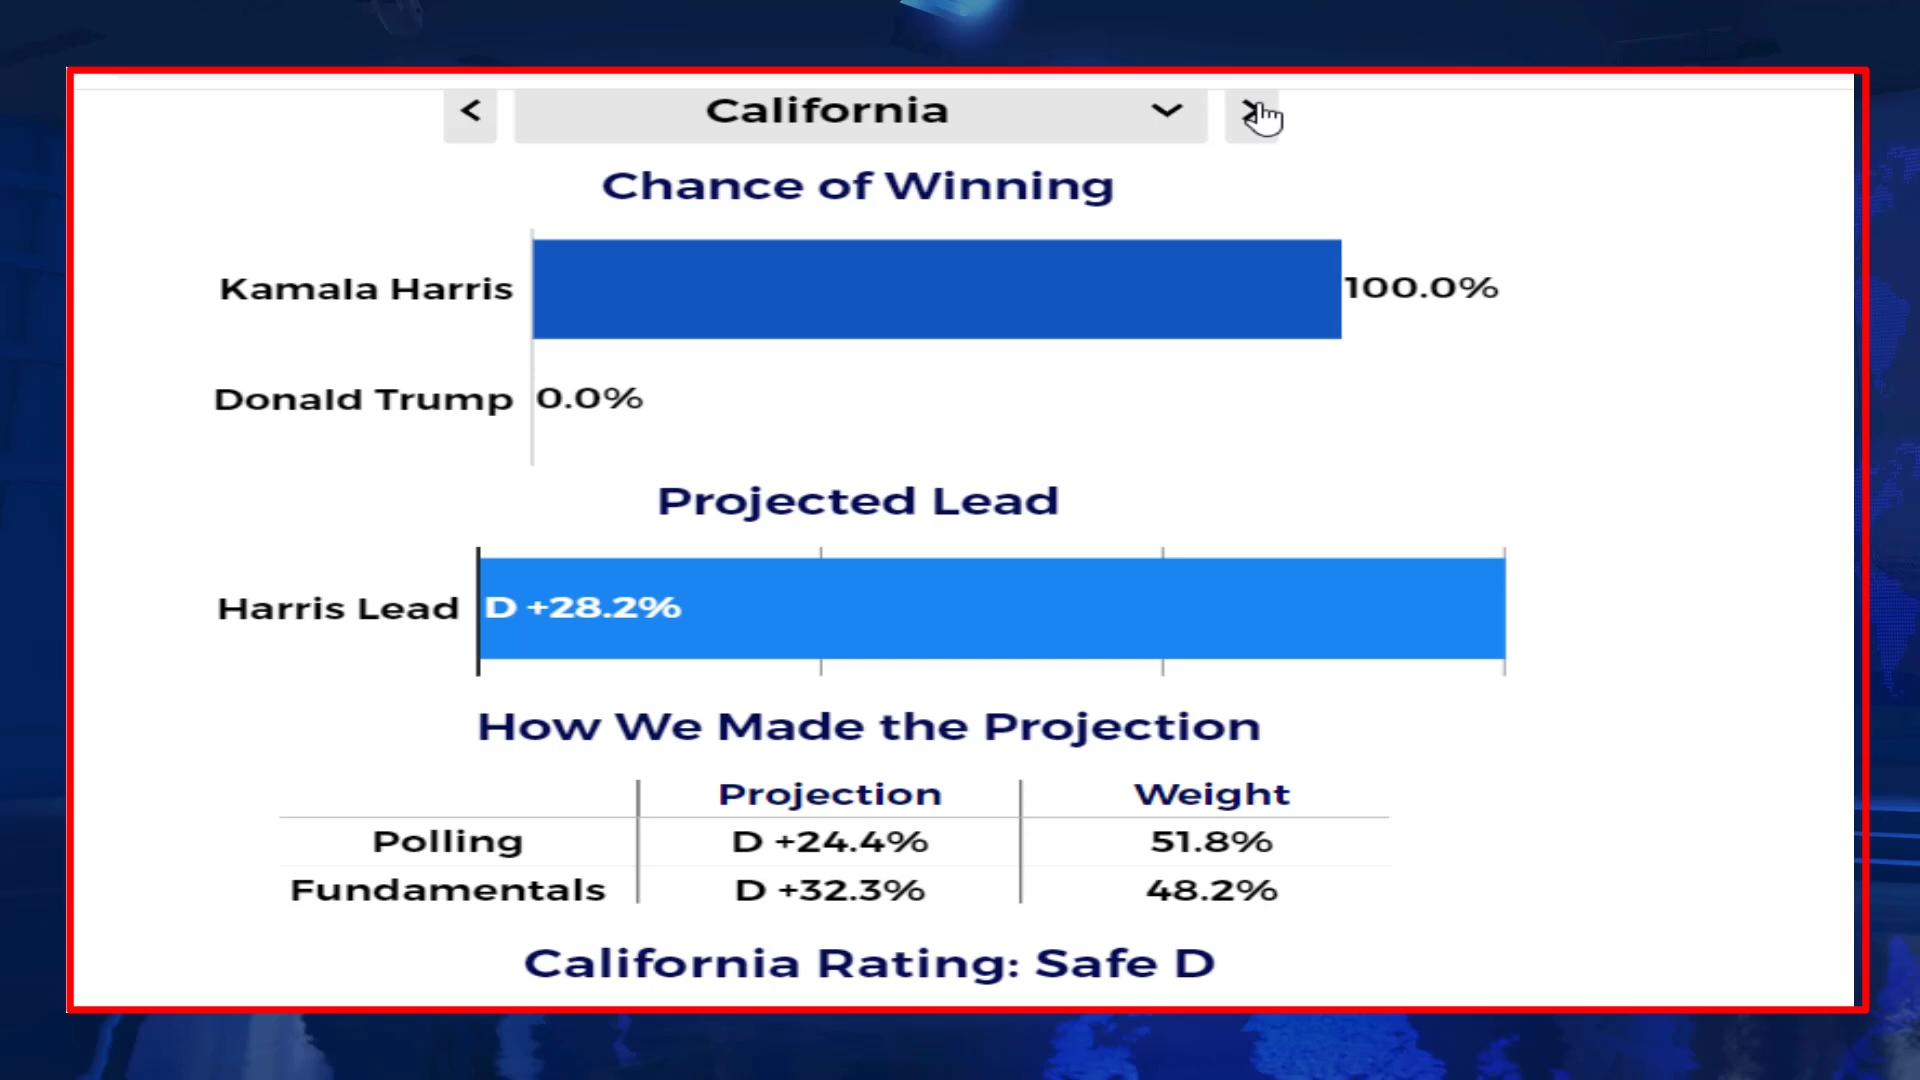 California
Chance of Winning
Kamala Harris 100.0%
Donald Trump 0.0%
Projected Lead
Harris Lead D +28.2%
How We Made the Projection
Projection Weight
Polling D +24.4% 51.8%
Fundamentals D +32.3% 48.2%
California Rating: Safe D